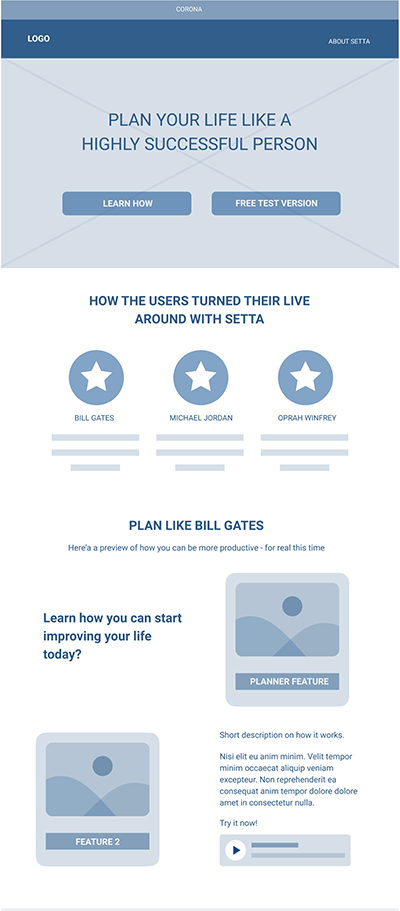 CORONA
LOGO
ABOUT SETTA
PLAN YOUR LIFE LIKE A
HIGHLY SUCCESSFUL PERSON
LEARN HOW
FREE TEST VERSION
HOW THE USERS TURNED THEIR LIVE
AROUND WITH SETTA
BILL GATES
MICHAEL JORDAN
OPRAH WINFREY
PLAN LIKE BILL GATES
Here'a a preview of how you can be more productive - for real this time
Learn how you can start
improving your life
today?
PLANNER FEATURE
FEATURE 2
Short description on how it works.
Nisi elit eu anim minim. Velit tempor
minim occaecat aliquip veniam
excepteur. Non reprehenderit ea
consequat anim tempor dolore dolore
amet in consectetur nulla.
Try it now!